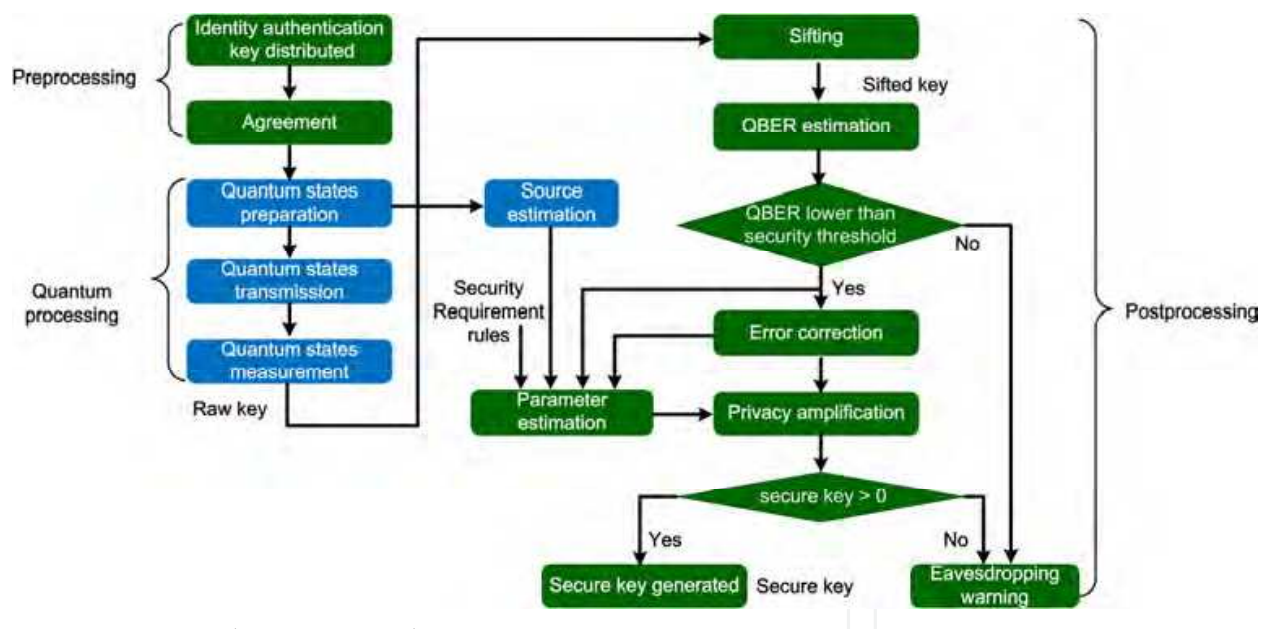 Identity authentication
key distributed
Preprocessing
Agreement
Quantum states
preparation
Source
estimation
Quantum states
transmission
Quantum
processing
Quantum states
measurement
Raw key
Security
Requirement
rules
Parameter
estimation
Sifting
Sifted key
QBER estimation
QBER lower than
security threshold
No
Yes
Error correction
Privacy amplification
secure key > 0
Yes
No
Secure key generated
Secure key
Eavesdropping
warning
Postprocessing